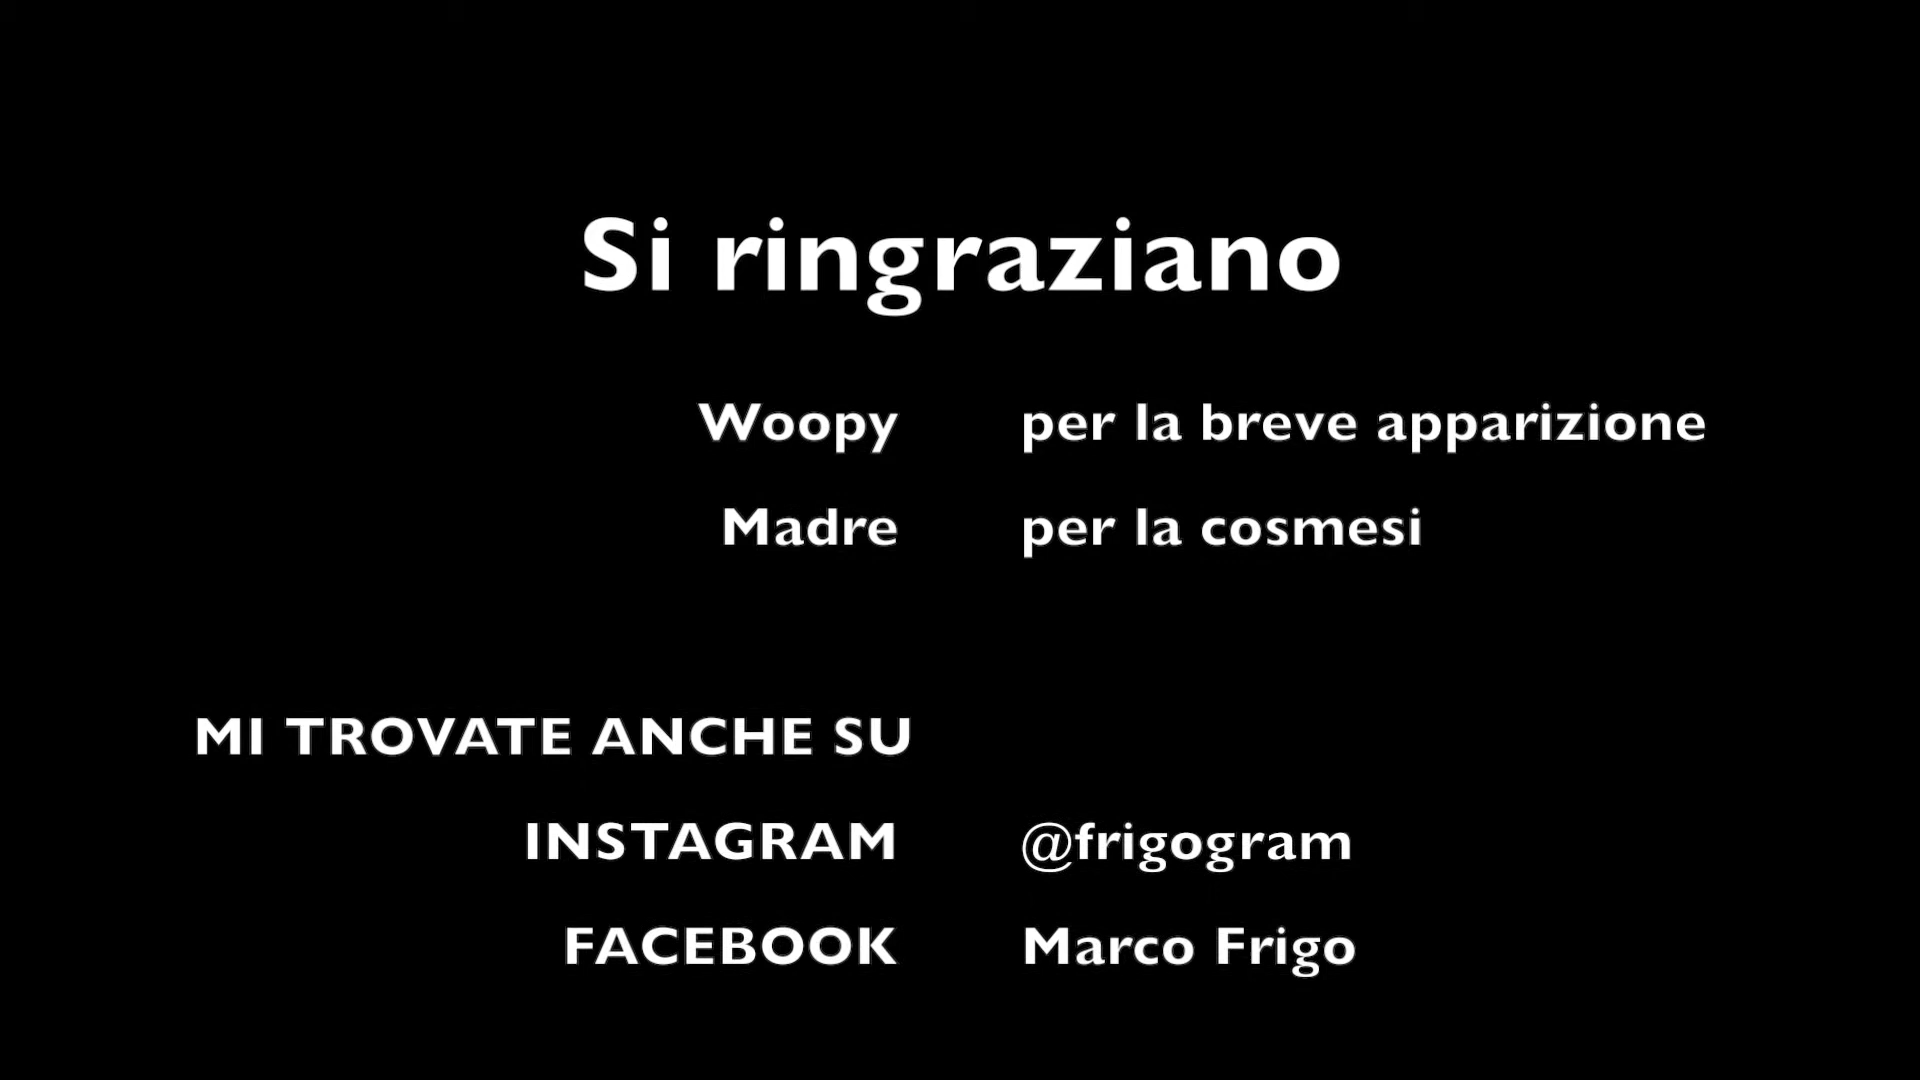 Si ringraziano
Woopy per la breve apparizione
Madre per la cosmesi
MI TROVATE ANCHE SU
INSTAGRAM @frigogram
FACEBOOK Marco Frigo